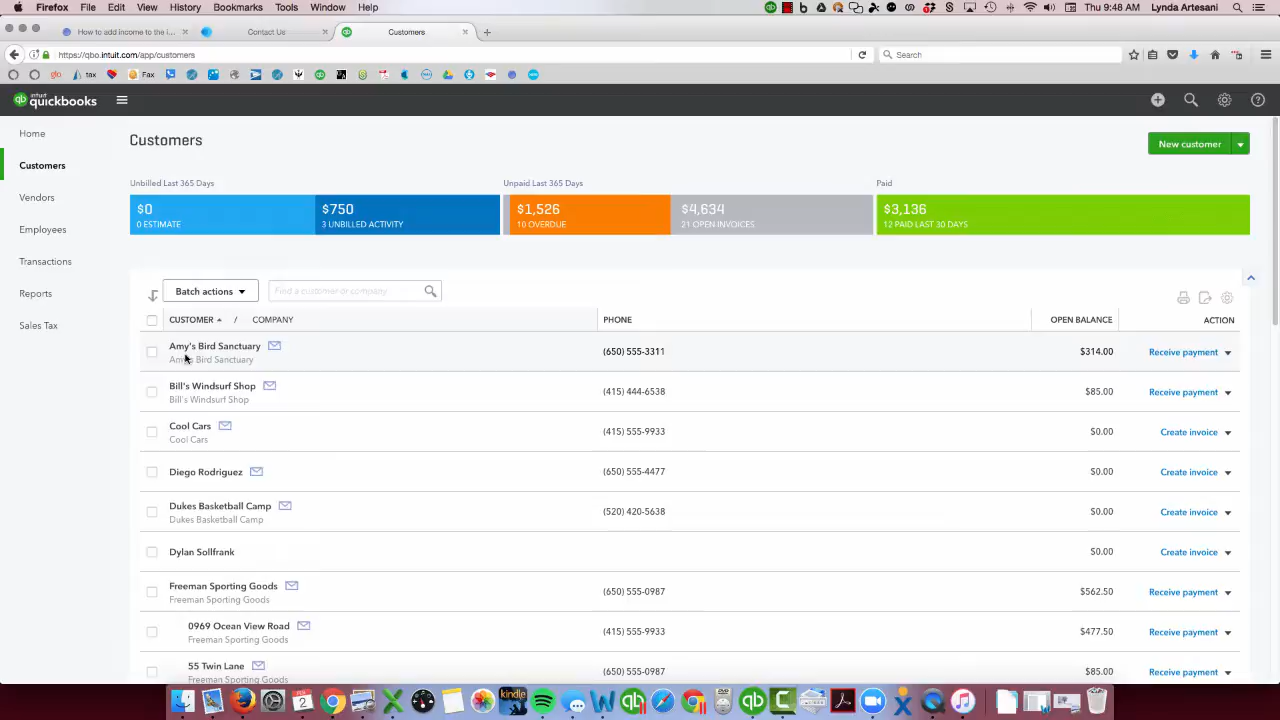 Firefox File Edit View History Bookmarks Tools Window Help Thu 9:48 AM Lynda Artesani
How to add income to the i... × Contact Us × Customers × +
https://qbo.intuit.com/app/customers Search
tax Fax
intuit quickbooks
Home
Customers
Vendors
Employees
Transactions
Reports
Sales Tax
Customers
New customer
Unbilled Last 365 Days Unpaid Last 365 Days Paid
$0 $750 $1,526 $4,634 $3,136
0 ESTIMATE 3 UNBILLED ACTIVITY 10 OVERDUE 21 OPEN INVOICES 12 PAID LAST 30 DAYS
Batch actions Find a customer or company
CUSTOMER / COMPANY PHONE OPEN BALANCE ACTION
Amy's Bird Sanctuary (650) 555-3311 $314.00 Receive payment
Amy's Bird Sanctuary
Bill's Windsurf Shop (415) 444-6538 $85.00 Receive payment
Bill's Windsurf Shop
Cool Cars (415) 555-9933 $0.00 Create invoice
Cool Cars
Diego Rodriguez (650) 555-4477 $0.00 Create invoice
Dukes Basketball Camp (520) 420-5638 $0.00 Create invoice
Dukes Basketball Camp
Dylan Sollfrank $0.00 Create invoice
Freeman Sporting Goods (650) 555-0987 $562.50 Receive payment
Freeman Sporting Goods
0969 Ocean View Road (415) 555-9933 $477.50 Receive payment
Freeman Sporting Goods
55 Twin Lane (650) 555-0987 $85.00 Receive payment
kindle